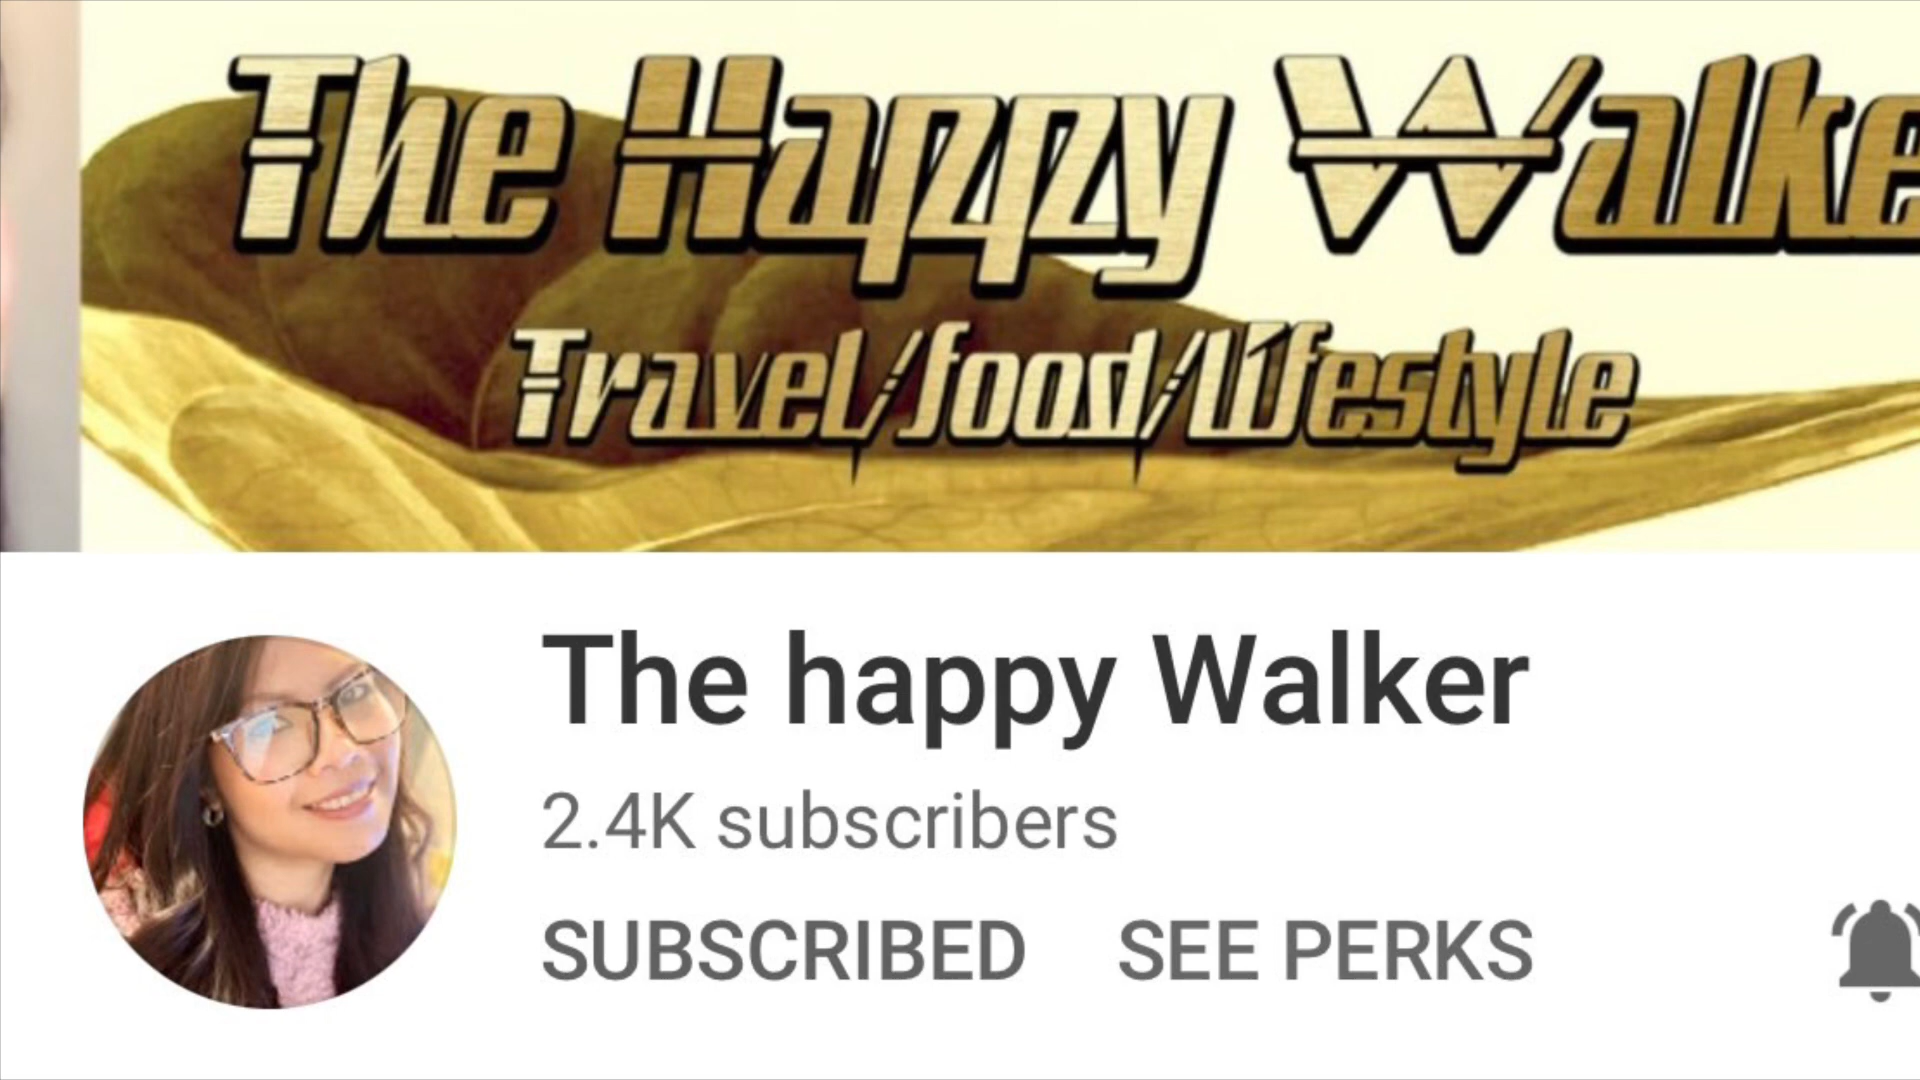 The Happy Walke
Travel/food/lifestyle
The happy Walker
2.4K subscribers
SUBSCRIBED SEE PERKS